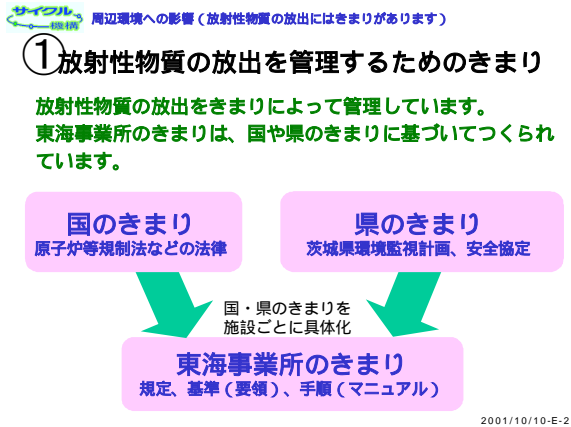 サイクル
機構
周辺環境への影響（放射性物質の放出にはきまりがあります）
①放射性物質の放出を管理するためのきまり
放射性物質の放出をきまりによって管理しています。
東海事業所のきまりは、国や県のきまりに基づいてつくられ
ています。
国のきまり
原子炉等規制法などの法律
県のきまり
茨城県環境監視計画、安全協定
国・県のきまりを
施設ごとに具体化
東海事業所のきまり
規定、基準（要領）、手順（マニュアル）
2001/10/10-E-2